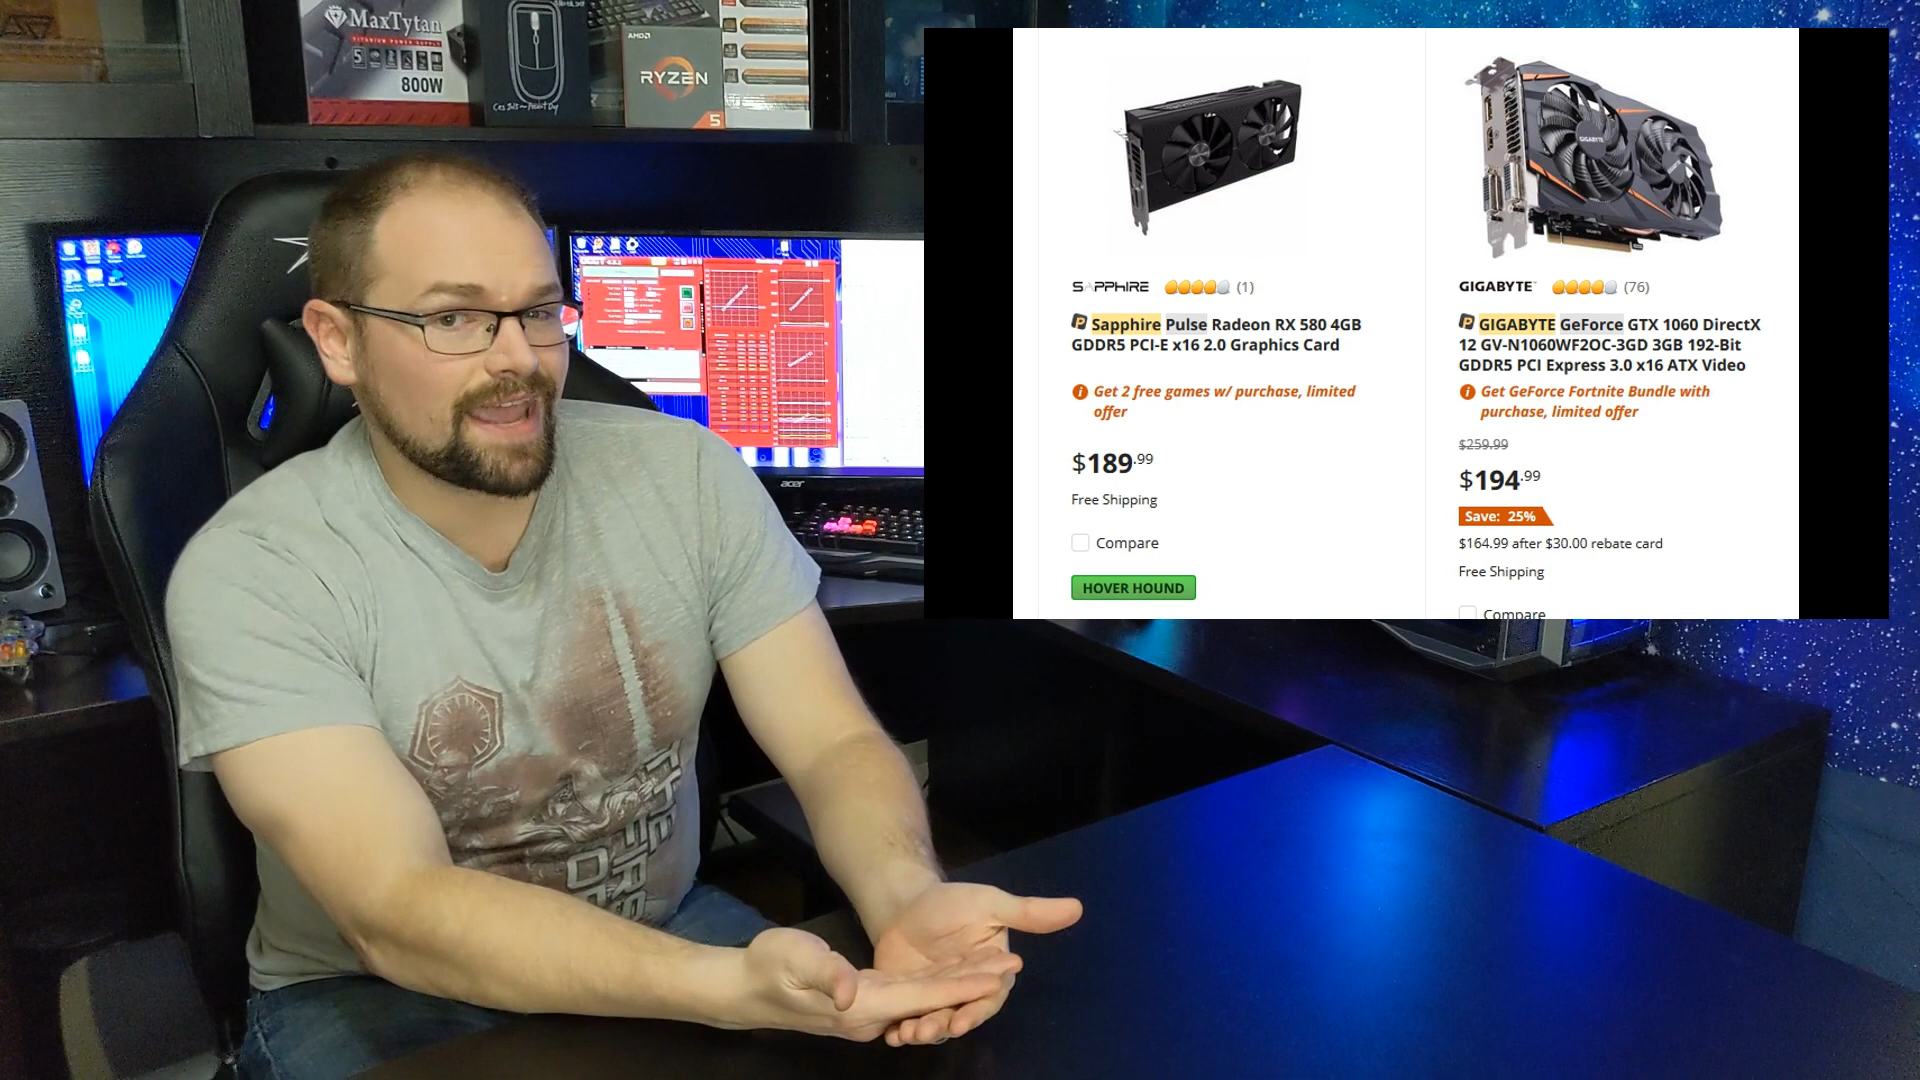 MaxTytan
TITANIUM POWER SUPPLY
800W
AMD
RYZEN
5
acer
SAPPHIRE
(1)
Sapphire Pulse Radeon RX 580 4GB
GDDR5 PCI-E x16 2.0 Graphics Card
Get 2 free games w/ purchase, limited
offer
$189.99
Free Shipping
Compare
HOVER HOUND
GIGABYTE
(76)
GIGABYTE GeForce GTX 1060 DirectX
12 GV-N1060WF2OC-3GD 3GB 192-Bit
GDDR5 PCI Express 3.0 x16 ATX Video
Get GeForce Fortnite Bundle with
purchase, limited offer
$259.99
$194.99
Save: 25%
$164.99 after $30.00 rebate card
Free Shipping
Compare